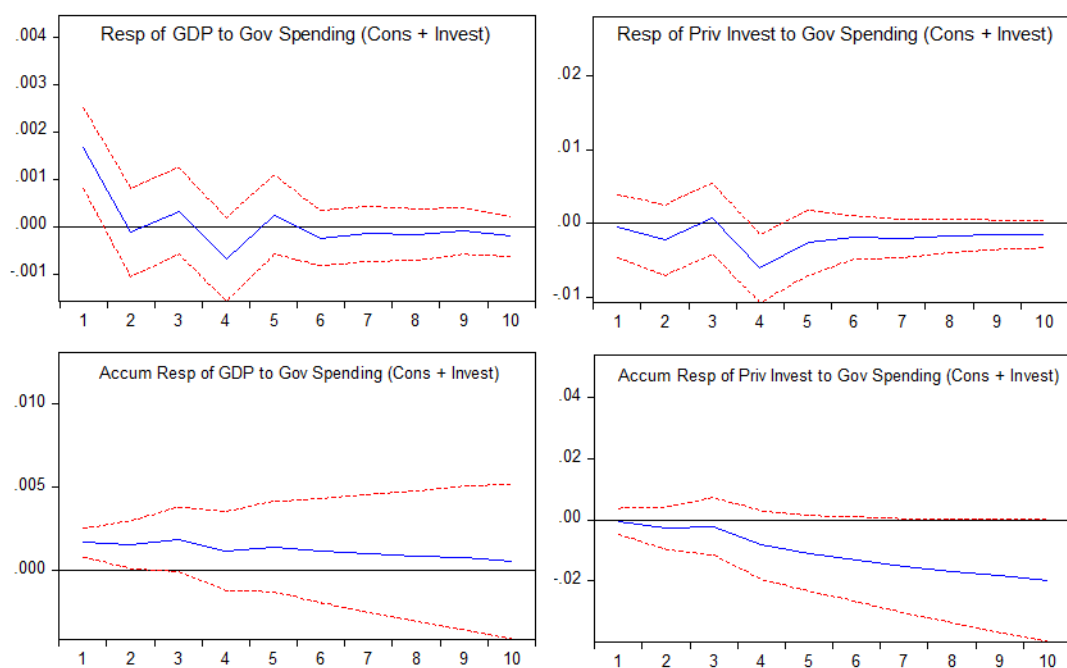 Resp of GDP to Gov Spending (Cons + Invest)
.004
.003
.002
.001
.000
-.001
1 2 3 4 5 6 7 8 9 10
Resp of Priv Invest to Gov Spending (Cons + Invest)
.02
.01
.00
-.01
1 2 3 4 5 6 7 8 9 10
Accum Resp of GDP to Gov Spending (Cons + Invest)
.010
.005
.000
1 2 3 4 5 6 7 8 9 10
Accum Resp of Priv Invest to Gov Spending (Cons + Invest)
.04
.02
.00
-.02
1 2 3 4 5 6 7 8 9 10